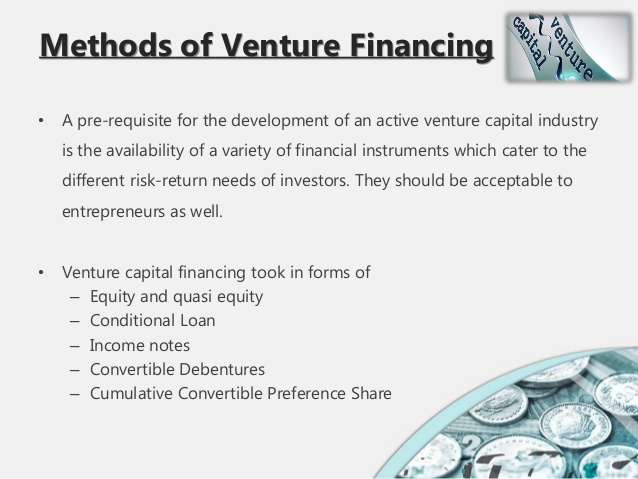 Methods of Venture Financing
venture
capital
• A pre-requisite for the development of an active venture capital industry
is the availability of a variety of financial instruments which cater to the
different risk-return needs of investors. They should be acceptable to
entrepreneurs as well.
• Venture capital financing took in forms of
– Equity and quasi equity
– Conditional Loan
– Income notes
– Convertible Debentures
– Cumulative Convertible Preference Share